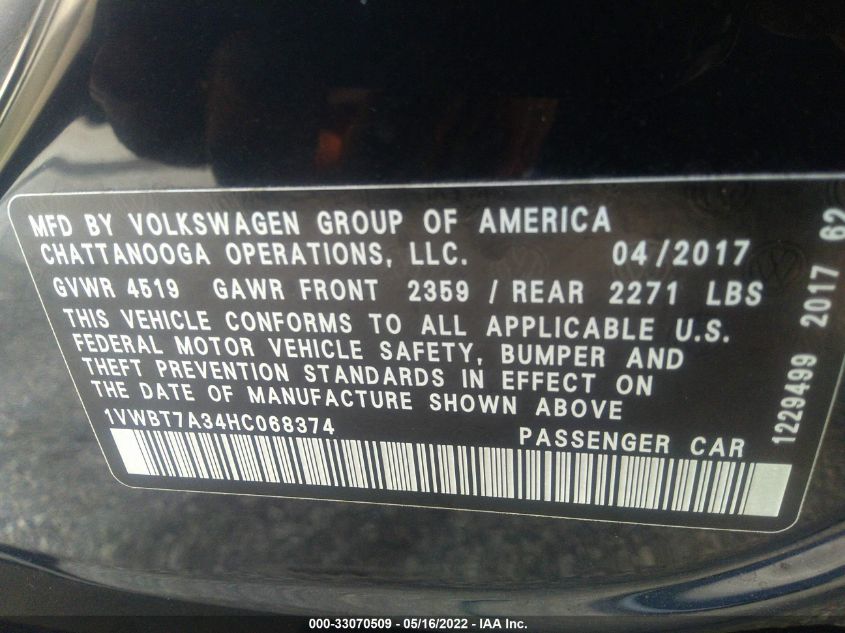 MFD BY VOLKSWAGEN GROUP OF AMERICA
CHATTANOOGA OPERATIONS, LLC. 04/2017
GVWR 4519 GAWR FRONT 2359 / REAR 2271 LBS
THIS VEHICLE CONFORMS TO ALL APPLICABLE U.S.
FEDERAL MOTOR VEHICLE SAFETY, BUMPER AND
THEFT PREVENTION STANDARDS IN EFFECT ON
THE DATE OF MANUFACTURE SHOWN ABOVE
1VWBT7A34HC068374 PASSENGER CAR
1229499 2017 62
000-33070509 - 05/16/2022 - IAA Inc.